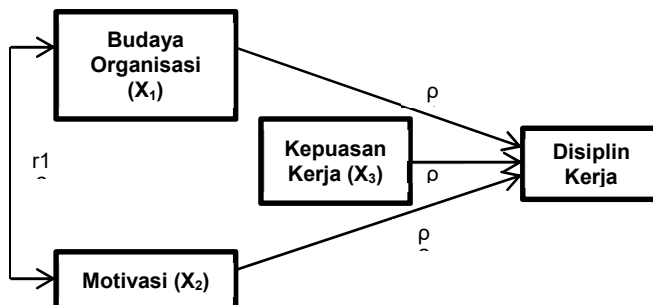 Budaya
Organisasi
(X₁)
ρ
Kepuasan
Kerja (X₃)
Disiplin
Kerja
r1
ρ
ρ
Motivasi (X₂)